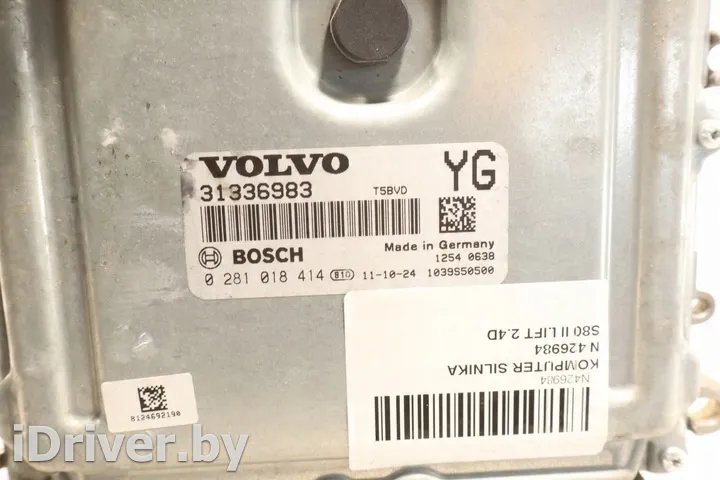 VOLVO
YG
31336983 T5BVD
BOSCH
Made in Germany
1254 0638
0 281 018 414 810 11-10-24 1039S50500
8124692190
N426984
KOMPUTER SILNIKA
N 426984
S80 II LIFT 2.4D
iDriver.by